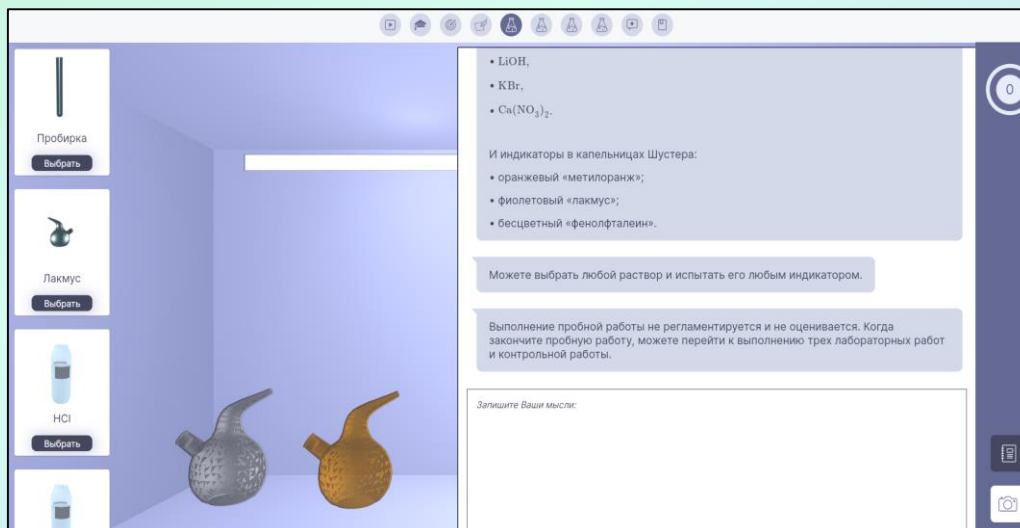 Пробирка
Выбрать
Лакмус
Выбрать
HCl
Выбрать
• LiOH,
• KBr,
• Ca(NO₃)₂.
И индикаторы в капельницах Шустера:
• оранжевый «метилоранж»;
• фиолетовый «лакмус»;
• бесцветный «фенолфталеин».
Можете выбрать любой раствор и испытать его любым индикатором.
Выполнение пробной работы не регламентируется и не оценивается. Когда
закончите пробную работу, можете перейти к выполнению трех лабораторных работ
и контрольной работы.
Запишите Ваши мысли:
0